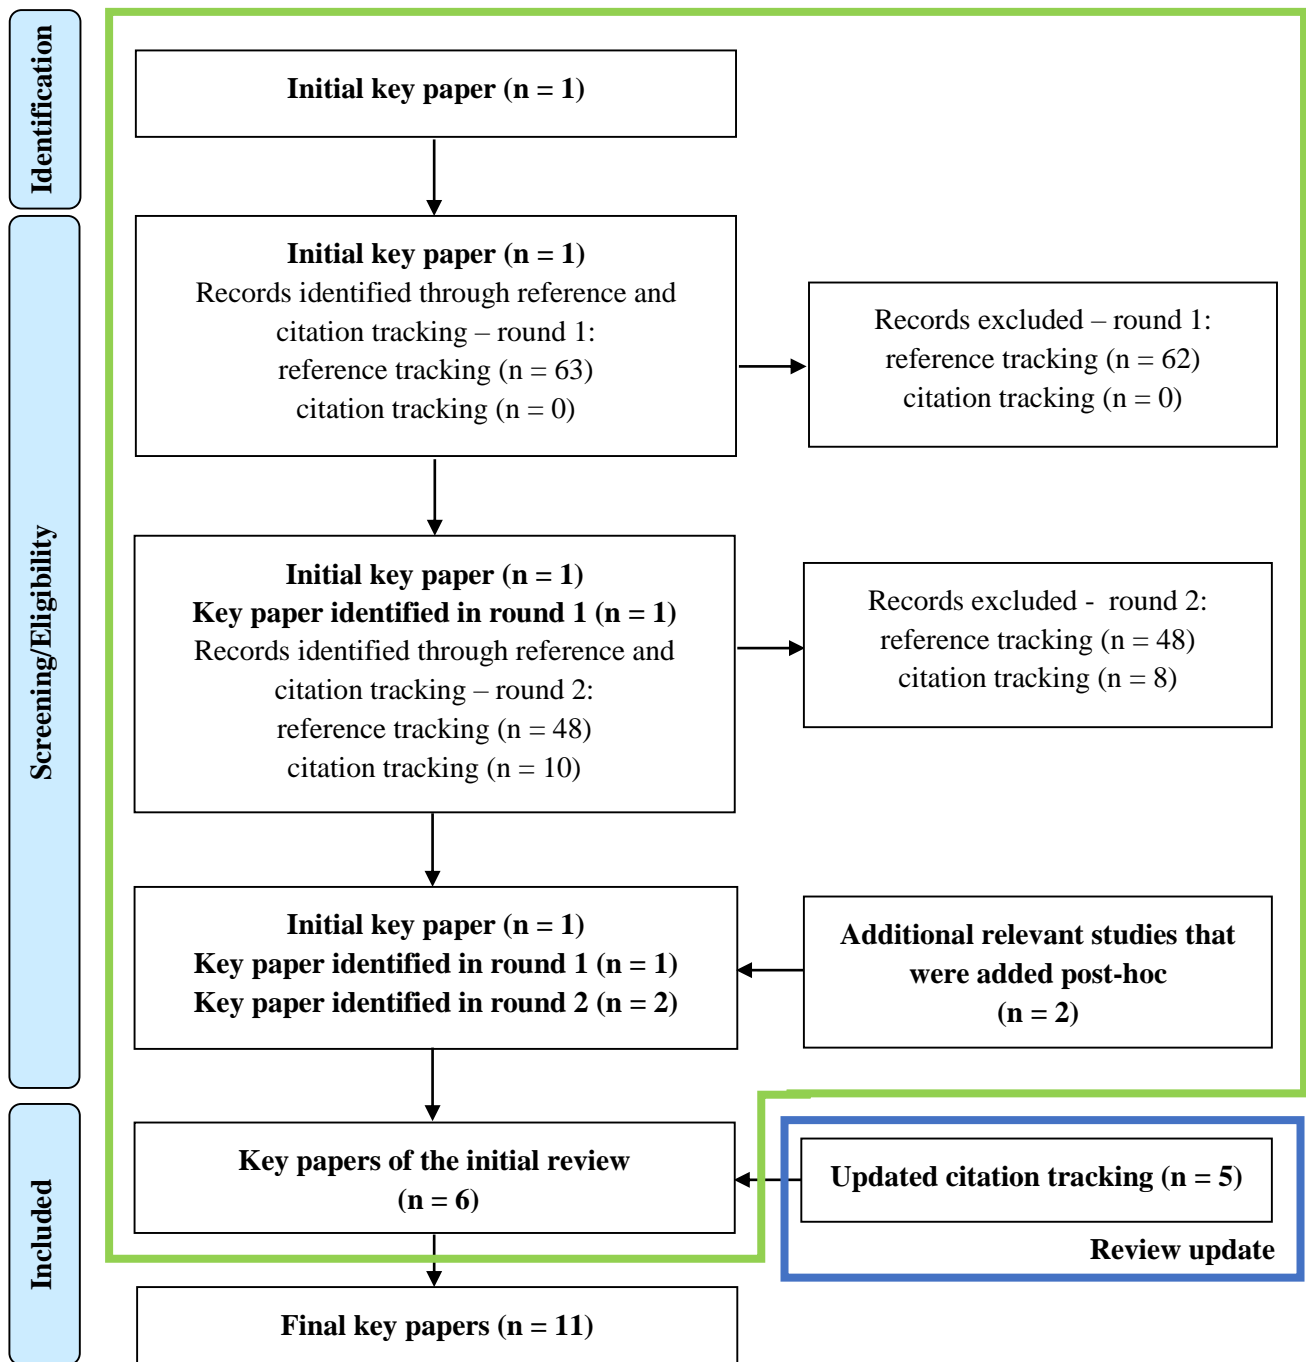 Identification
Initial key paper (n = 1)
Screening/Eligibility
Initial key paper (n = 1)
Records identified through reference and
citation tracking – round 1:
reference tracking (n = 63)
citation tracking (n = 0)
Records excluded – round 1:
reference tracking (n = 62)
citation tracking (n = 0)
Initial key paper (n = 1)
Key paper identified in round 1 (n = 1)
Records identified through reference and
citation tracking – round 2:
reference tracking (n = 48)
citation tracking (n = 10)
Records excluded - round 2:
reference tracking (n = 48)
citation tracking (n = 8)
Initial key paper (n = 1)
Key paper identified in round 1 (n = 1)
Key paper identified in round 2 (n = 2)
Additional relevant studies that
were added post-hoc
(n = 2)
Included
Key papers of the initial review
(n = 6)
Updated citation tracking (n = 5)
Review update
Final key papers (n = 11)